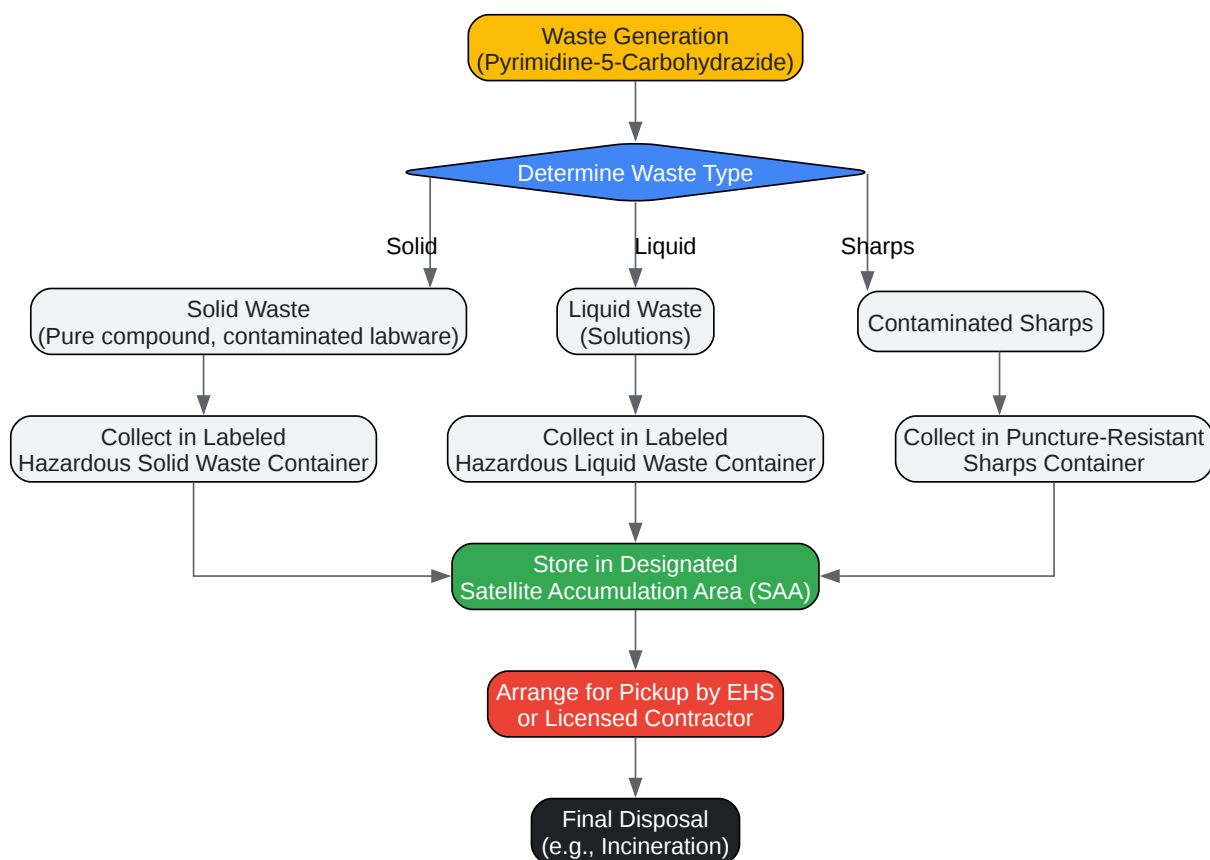 Waste Generation
(Pyrimidine-5-Carbohydrazide)
Determine Waste Type
Solid
Liquid
Sharps
Solid Waste
(Pure compound, contaminated labware)
Liquid Waste
(Solutions)
Contaminated Sharps
Collect in Labeled
Hazardous Solid Waste Container
Collect in Labeled
Hazardous Liquid Waste Container
Collect in Puncture-Resistant
Sharps Container
Store in Designated
Satellite Accumulation Area (SAA)
Arrange for Pickup by EHS
or Licensed Contractor
Final Disposal
(e.g., Incineration)